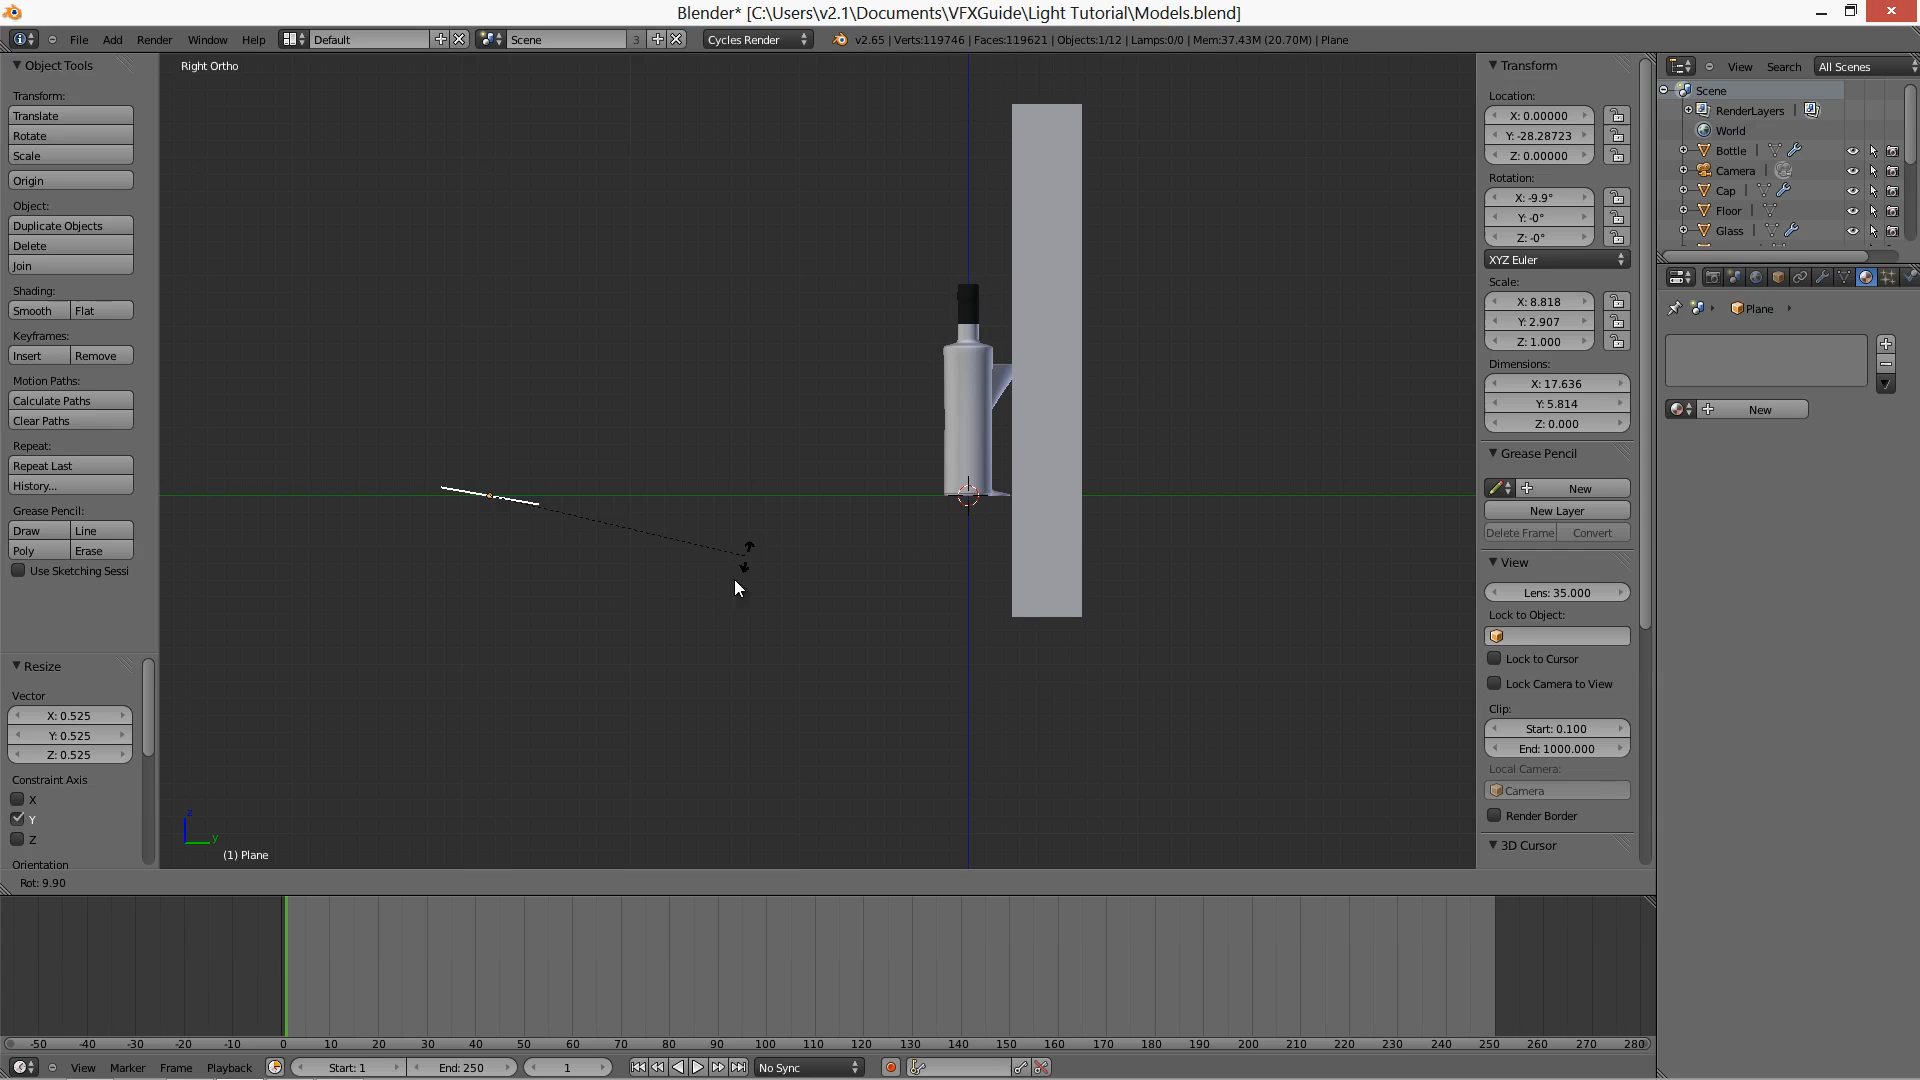 Blender* [C:\Users\v2.1\Documents\VFXGuide\Light Tutorial\Models.blend]
File Add Render Window Help Default Scene 3 Cycles Render v2.65 | Verts:119746 | Faces:119621 | Objects:1/12 | Lamps:0/0 | Mem:37.43M (20.70M) | Plane
Object Tools
Transform:
Translate
Rotate
Scale
Origin
Object:
Duplicate Objects
Delete
Join
Shading:
Smooth Flat
Keyframes:
Insert Remove
Motion Paths:
Calculate Paths
Clear Paths
Repeat:
Repeat Last
History...
Grease Pencil:
Draw Line
Poly Erase
Use Sketching Sessi
Resize
Vector
X: 0.525
Y: 0.525
Z: 0.525
Constraint Axis
X
Y
Z
Orientation
Right Ortho
z
y
(1) Plane
Rot: 9.90
Transform
Location:
X: 0.00000
Y: -28.28723
Z: 0.00000
Rotation:
X: -9.9°
Y: -0°
Z: -0°
XYZ Euler
Scale:
X: 8.818
Y: 2.907
Z: 1.000
Dimensions:
X: 17.636
Y: 5.814
Z: 0.000
Grease Pencil
New
New Layer
Delete Frame Convert
View
Lens: 35.000
Lock to Object:
Lock to Cursor
Lock Camera to View
Clip:
Start: 0.100
End: 1000.000
Local Camera:
Camera
Render Border
3D Cursor
View Search All Scenes
Scene
RenderLayers |
World
Bottle |
Camera |
Cap |
Floor |
Glass |
Plane
New
-50 -40 -30 -20 -10 0 10 20 30 40 50 60 70 80 90 100 110 120 130 140 150 160 170 180 190 200 210 220 230 240 250 260 270 280
View Marker Frame Playback Start: 1 End: 250 1 No Sync